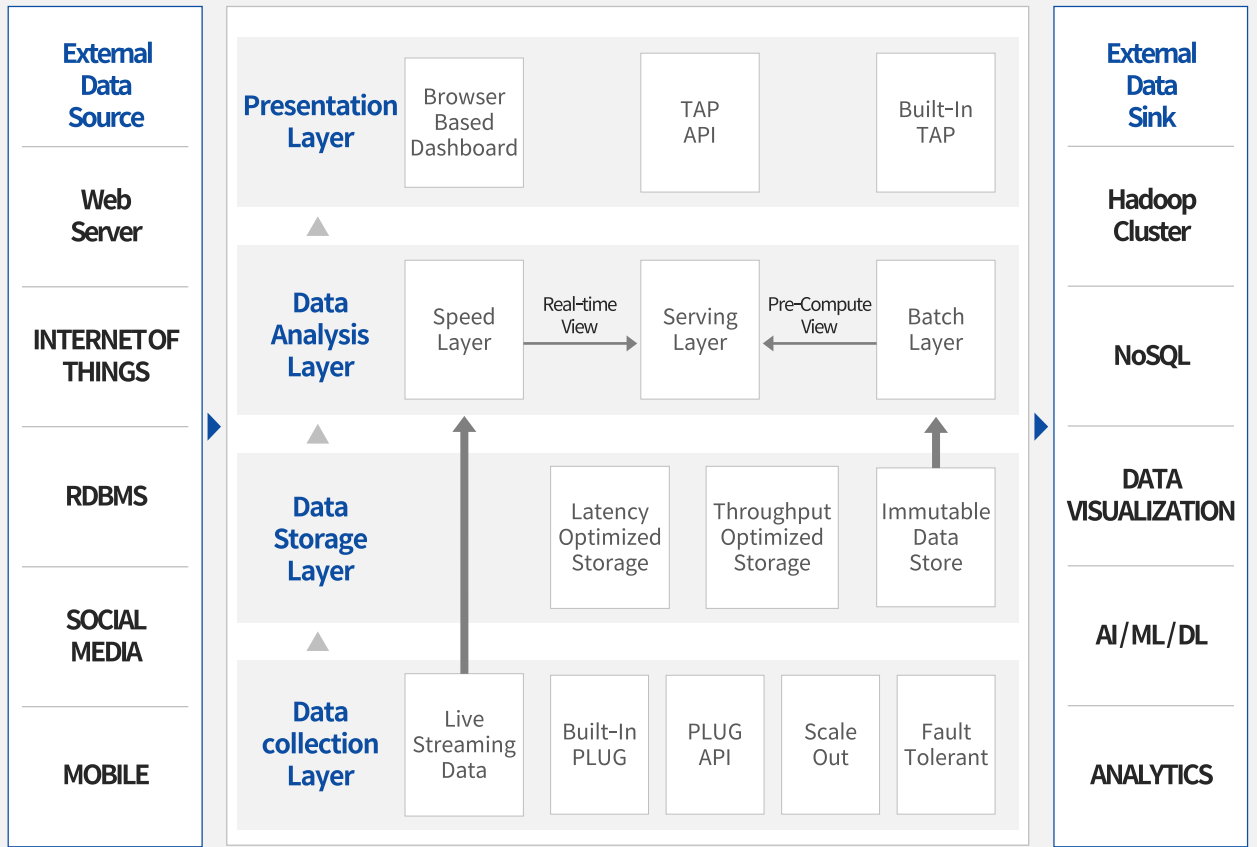 External
Data
Source
Web
Server
INTERNET OF
THINGS
RDBMS
SOCIAL
MEDIA
MOBILE
Presentation
Layer
Browser
Based
Dashboard
TAP
API
Built-In
TAP
Data
Analysis
Layer
Speed
Layer
Real-time
View
Serving
Layer
Pre-Compute
View
Batch
Layer
Data
Storage
Layer
Latency
Optimized
Storage
Throughput
Optimized
Storage
Immutable
Data
Store
Data
collection
Layer
Live
Streaming
Data
Built-In
PLUG
PLUG
API
Scale
Out
Fault
Tolerant
External
Data
Sink
Hadoop
Cluster
NoSQL
DATA
VISUALIZATION
AI / ML / DL
ANALYTICS